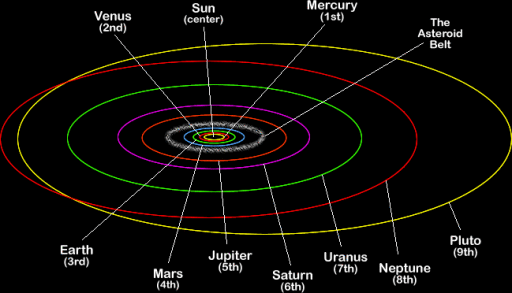 Sun
(center)
Mercury
(1st)
Venus
(2nd)
The
Asteroid
Belt
Earth
(3rd)
Mars
(4th)
Jupiter
(5th)
Saturn
(6th)
Uranus
(7th)
Neptune
(8th)
Pluto
(9th)